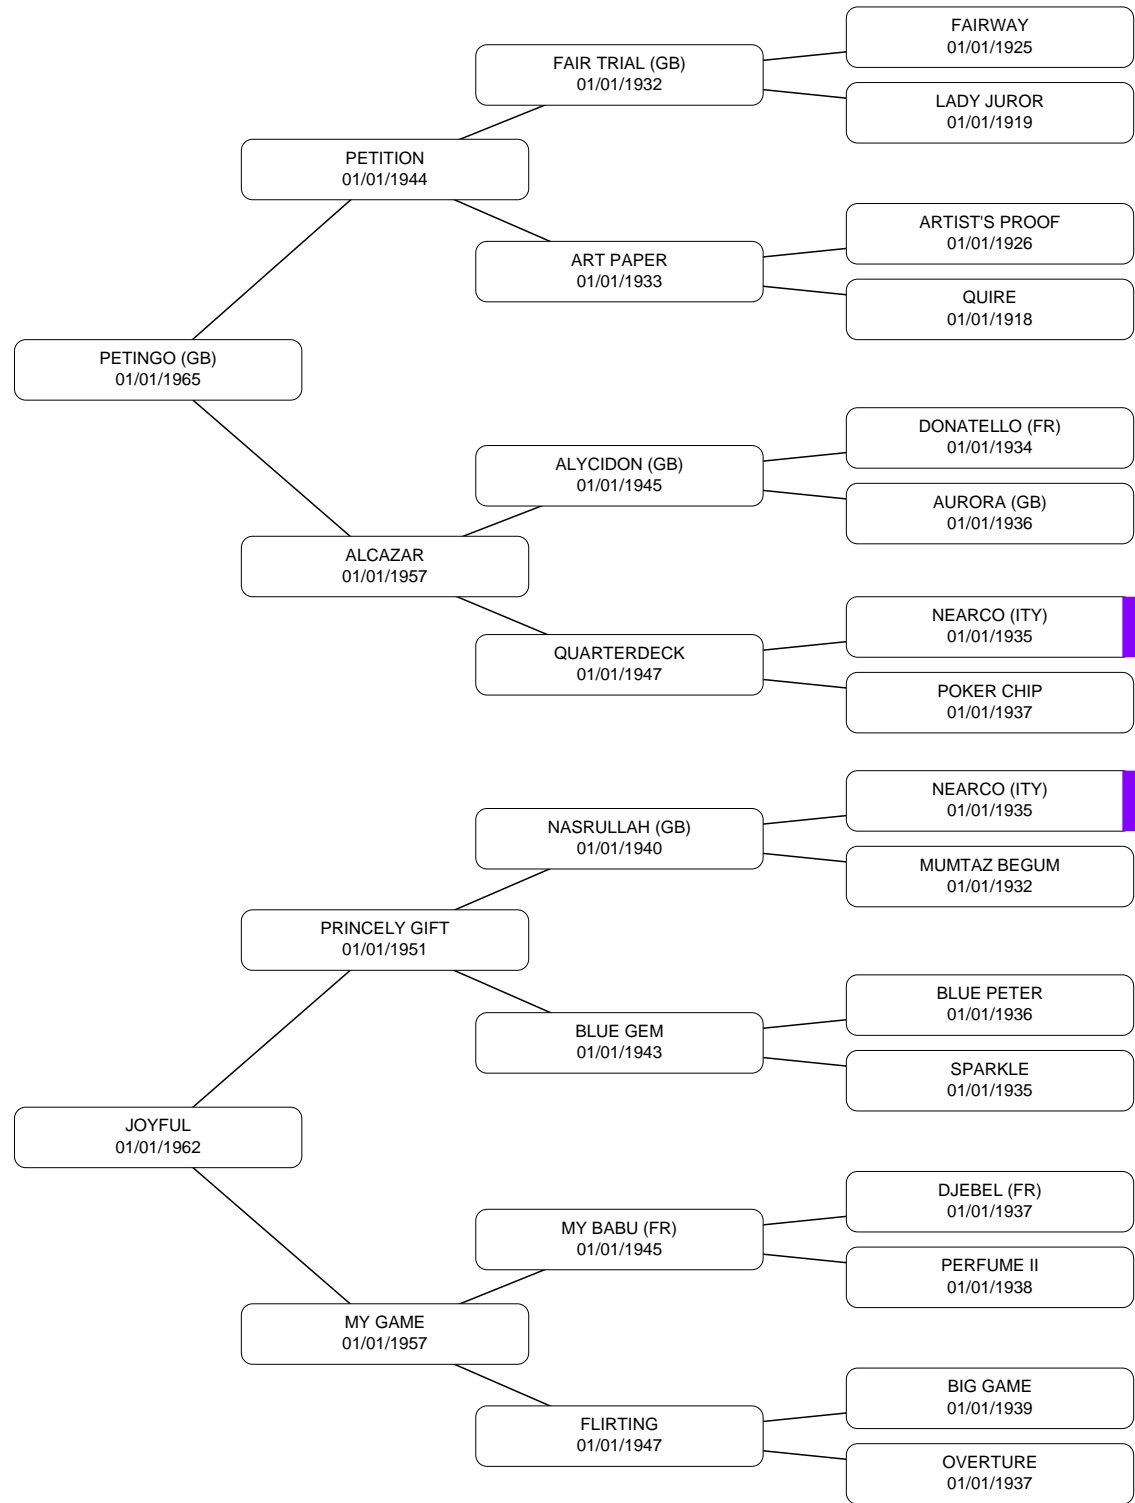 FAIRWAY
01/01/1925
FAIR TRIAL (GB)
01/01/1932
LADY JUROR
01/01/1919
PETITION
01/01/1944
ARTIST'S PROOF
01/01/1926
ART PAPER
01/01/1933
QUIRE
01/01/1918
PETINGO (GB)
01/01/1965
DONATELLO (FR)
01/01/1934
ALYCIDON (GB)
01/01/1945
AURORA (GB)
01/01/1936
ALCAZAR
01/01/1957
NEARCO (ITY)
01/01/1935
QUARTERDECK
01/01/1947
POKER CHIP
01/01/1937
NEARCO (ITY)
01/01/1935
NASRULLAH (GB)
01/01/1940
MUMTAZ BEGUM
01/01/1932
PRINCELY GIFT
01/01/1951
BLUE PETER
01/01/1936
BLUE GEM
01/01/1943
SPARKLE
01/01/1935
JOYFUL
01/01/1962
DJEBEL (FR)
01/01/1937
MY BABU (FR)
01/01/1945
PERFUME II
01/01/1938
MY GAME
01/01/1957
BIG GAME
01/01/1939
FLIRTING
01/01/1947
OVERTURE
01/01/1937